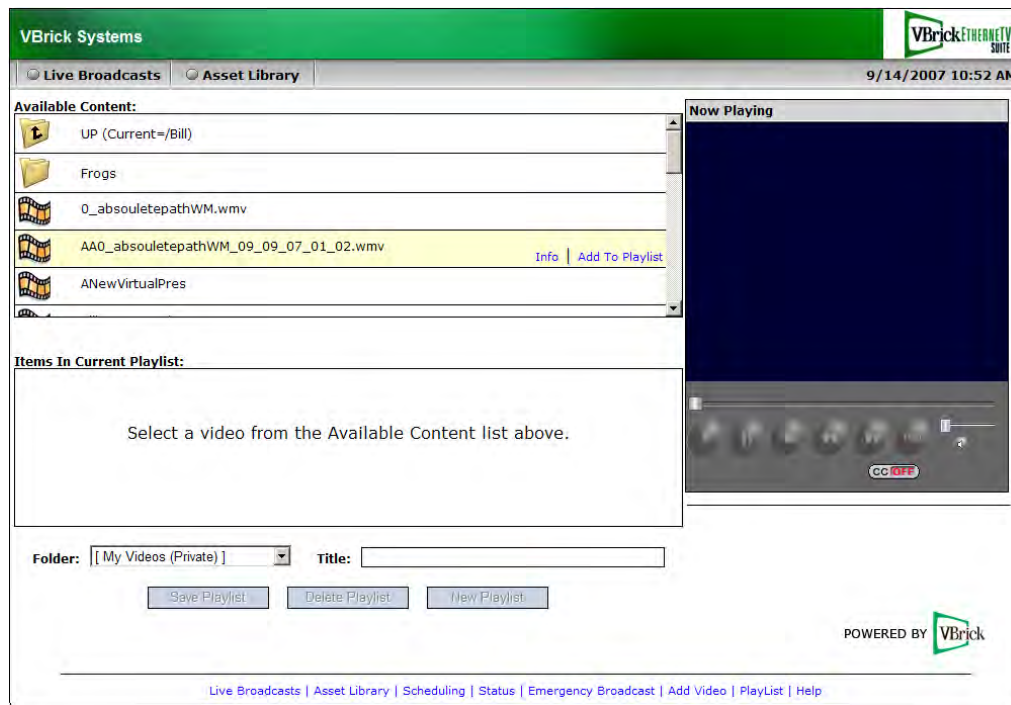 VBrick Systems
VBrick ETHERNETV SUITE
Live Broadcasts Asset Library 9/14/2007 10:52 AM
Available Content:
Now Playing
UP (Current=/Bill)
Frogs
0_absouletepathWM.wmv
AA0_absouletepathWM_09_09_07_01_02.wmv
Info | Add To Playlist
ANewVirtualPres
Items In Current Playlist:
Select a video from the Available Content list above.
CC OFF
Folder: [ My Videos (Private) ] Title:
Save Playlist Delete Playlist New Playlist
POWERED BY VBrick
Live Broadcasts | Asset Library | Scheduling | Status | Emergency Broadcast | Add Video | PlayList | Help